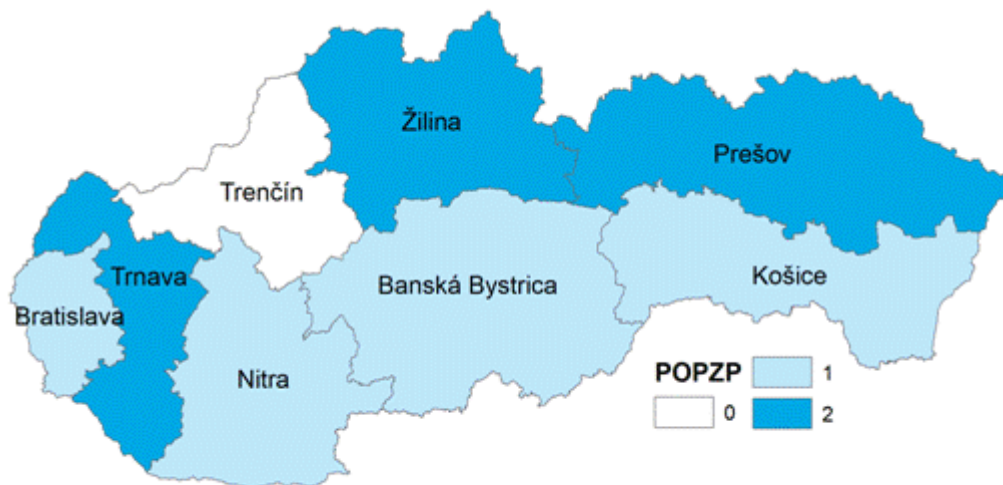 Žilina
Prešov
Trenčín
Trnava
Košice
Banská Bystrica
Bratislava
Nitra
POPZP
1
0
2